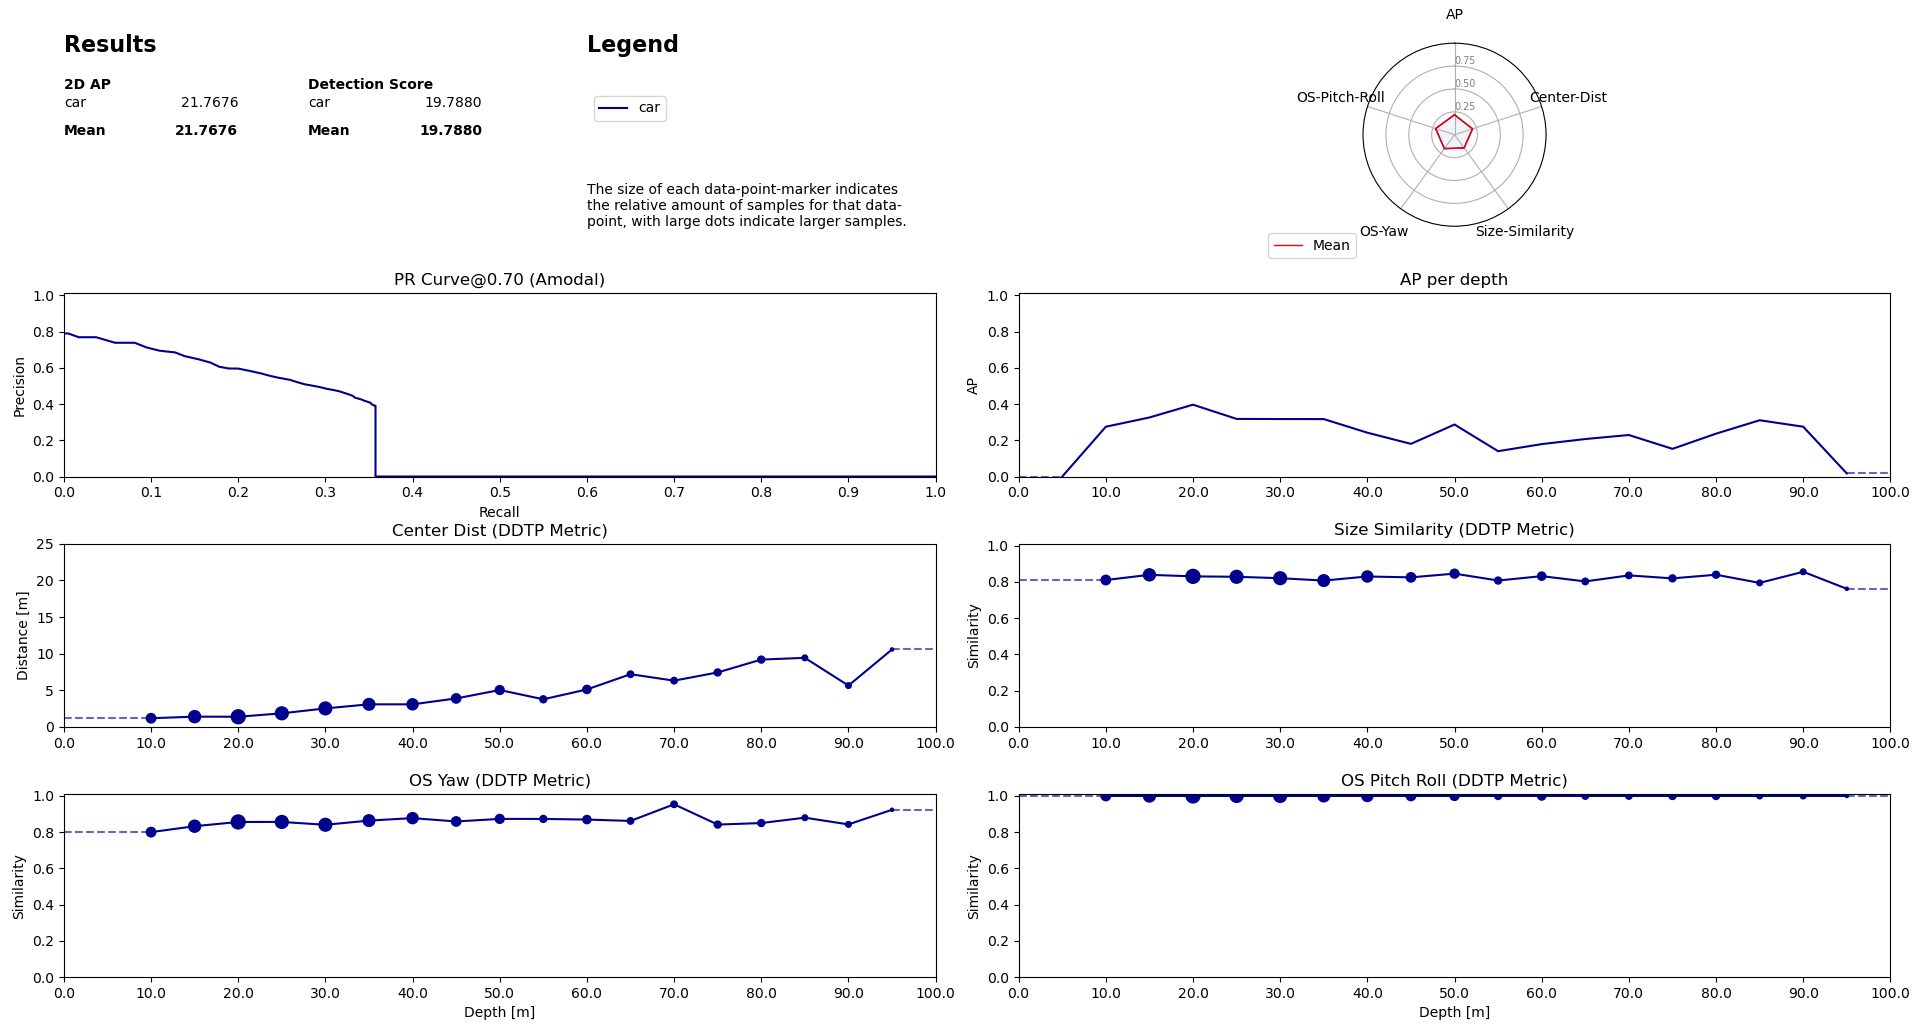 Results
2D AP
car 21.7676
Mean 21.7676
Detection Score
car 19.7880
Mean 19.7880
Legend
car
The size of each data-point-marker indicates
the relative amount of samples for that data-
point, with large dots indicate larger samples.
AP
0.75
0.50
0.25
OS-Pitch-Roll
Center-Dist
OS-Yaw
Size-Similarity
Mean
PR Curve@0.70 (Amodal)
1.0
0.8
0.6
0.4
0.2
0.0
Precision
0.0 0.1 0.2 0.3 0.4 0.5 0.6 0.7 0.8 0.9 1.0
Recall
AP per depth
1.0
0.8
0.6
0.4
0.2
0.0
AP
0.0 10.0 20.0 30.0 40.0 50.0 60.0 70.0 80.0 90.0 100.0
Center Dist (DDTP Metric)
25
20
15
10
5
0
Distance [m]
0.0 10.0 20.0 30.0 40.0 50.0 60.0 70.0 80.0 90.0 100.0
Size Similarity (DDTP Metric)
1.0
0.8
0.6
0.4
0.2
0.0
Similarity
0.0 10.0 20.0 30.0 40.0 50.0 60.0 70.0 80.0 90.0 100.0
OS Yaw (DDTP Metric)
1.0
0.8
0.6
0.4
0.2
0.0
Similarity
0.0 10.0 20.0 30.0 40.0 50.0 60.0 70.0 80.0 90.0 100.0
Depth [m]
OS Pitch Roll (DDTP Metric)
1.0
0.8
0.6
0.4
0.2
0.0
Similarity
0.0 10.0 20.0 30.0 40.0 50.0 60.0 70.0 80.0 90.0 100.0
Depth [m]